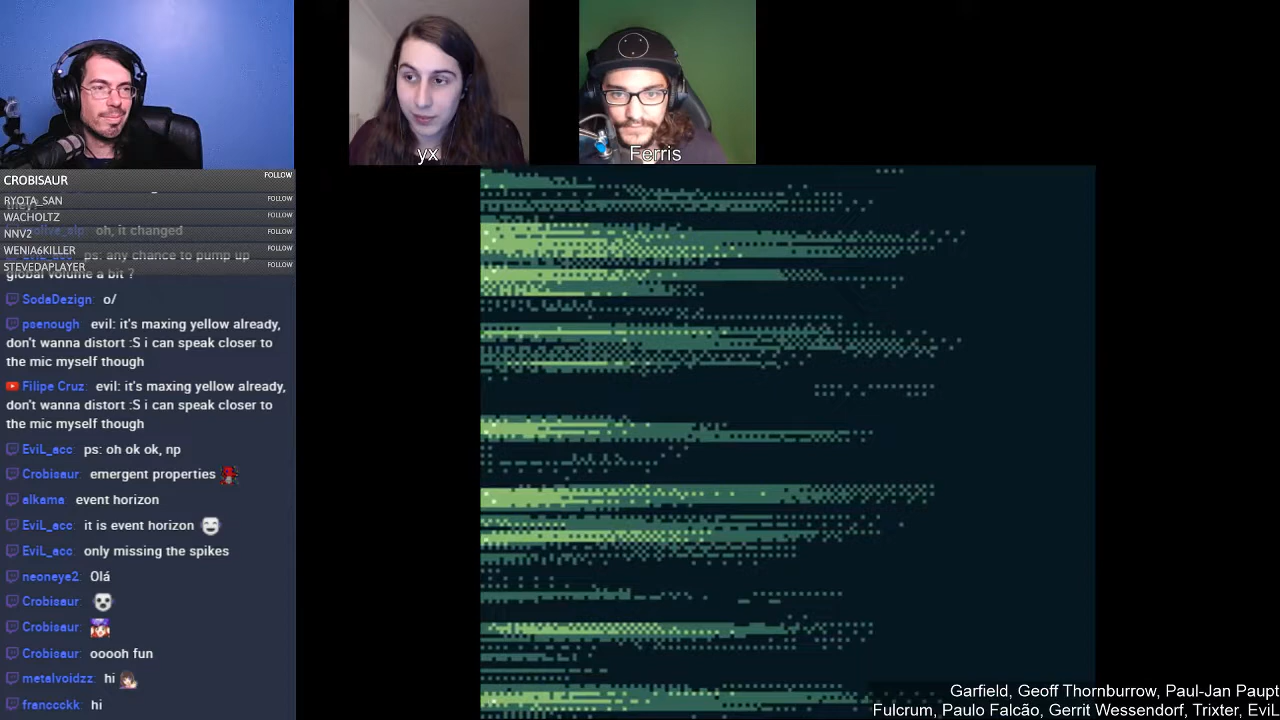 yx
Ferris
CROBISAUR FOLLOW
RYOTA_SAN FOLLOW
WACHOLTZ FOLLOW
oh, it changed
NNV2 FOLLOW
WENIA6KILLER FOLLOW
ps: any chance to pump up
STEVEDAPLAYER FOLLOW
global volume a bit ?
SodaDezign: o/
psenough evil: it's maxing yellow already,
don't wanna distort :S i can speak closer to
the mic myself though
Filipe Cruz: evil: it's maxing yellow already,
don't wanna distort :S i can speak closer to
the mic myself though
EviL_acc: ps: oh ok ok, np
Crobisaur: emergent properties
alkama: event horizon
EviL_acc: it is event horizon
EviL_acc: only missing the spikes
neoneye2: Olá
Crobisaur:
Crobisaur:
Crobisaur: ooooh fun
metalvoidzz: hi
francckk: hi
Garfield, Geoff Thornburrow, Paul-Jan Paupt
Fulcrum, Paulo Falcão, Gerrit Wessendorf, Trixter, Evil